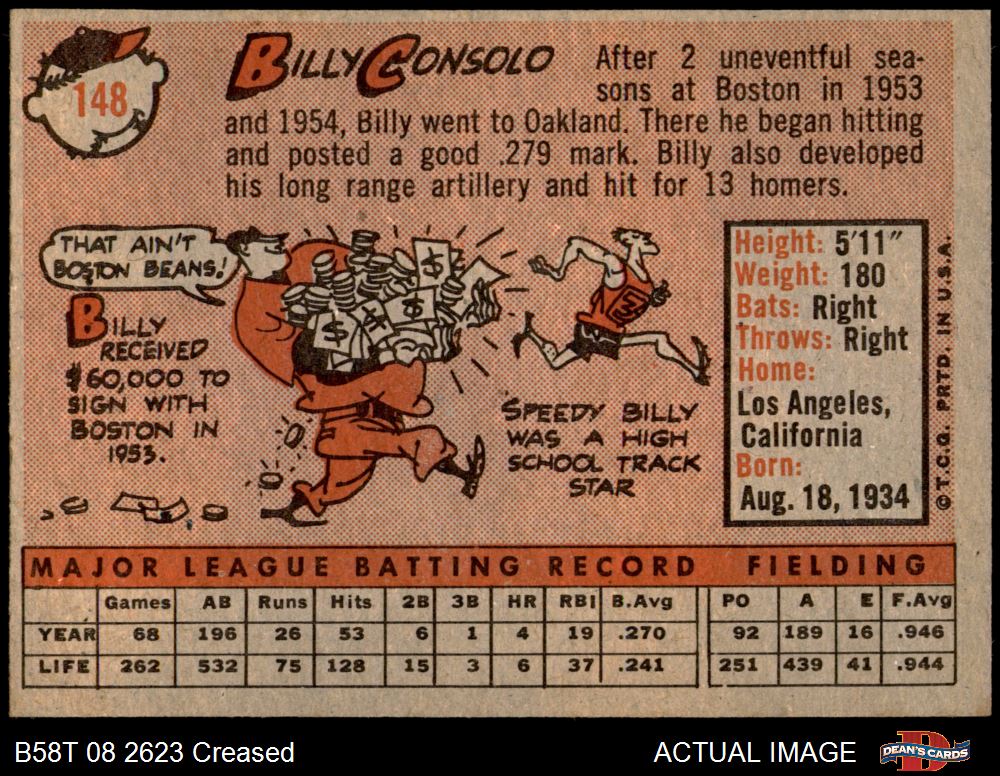 148
BILLY CONSOLO
After 2 uneventful sea-
sons at Boston in 1953
and 1954, Billy went to Oakland. There he began hitting
and posted a good .279 mark. Billy also developed
his long range artillery and hit for 13 homers.
THAT AIN'T
BOSTON BEANS!
BILLY
RECEIVED
$60,000 TO
SIGN WITH
BOSTON IN
1953.
$ $ $ $
SPEEDY BILLY
WAS A HIGH
SCHOOL TRACK
STAR
Height: 5'11"
Weight: 180
Bats: Right
Throws: Right
Home:
Los Angeles,
California
Born:
Aug. 18, 1934
©T.C.G. PRTD. IN U.S.A.
MAJOR LEAGUE BATTING RECORD FIELDING
Games AB Runs Hits 2B 3B HR RBI B.Avg PO A E F.Avg
YEAR 68 196 26 53 6 1 4 19 .270 92 189 16 .946
LIFE 262 532 75 128 15 3 6 37 .241 251 439 41 .944
B58T 08 2623 Creased ACTUAL IMAGE DEAN'S CARDS